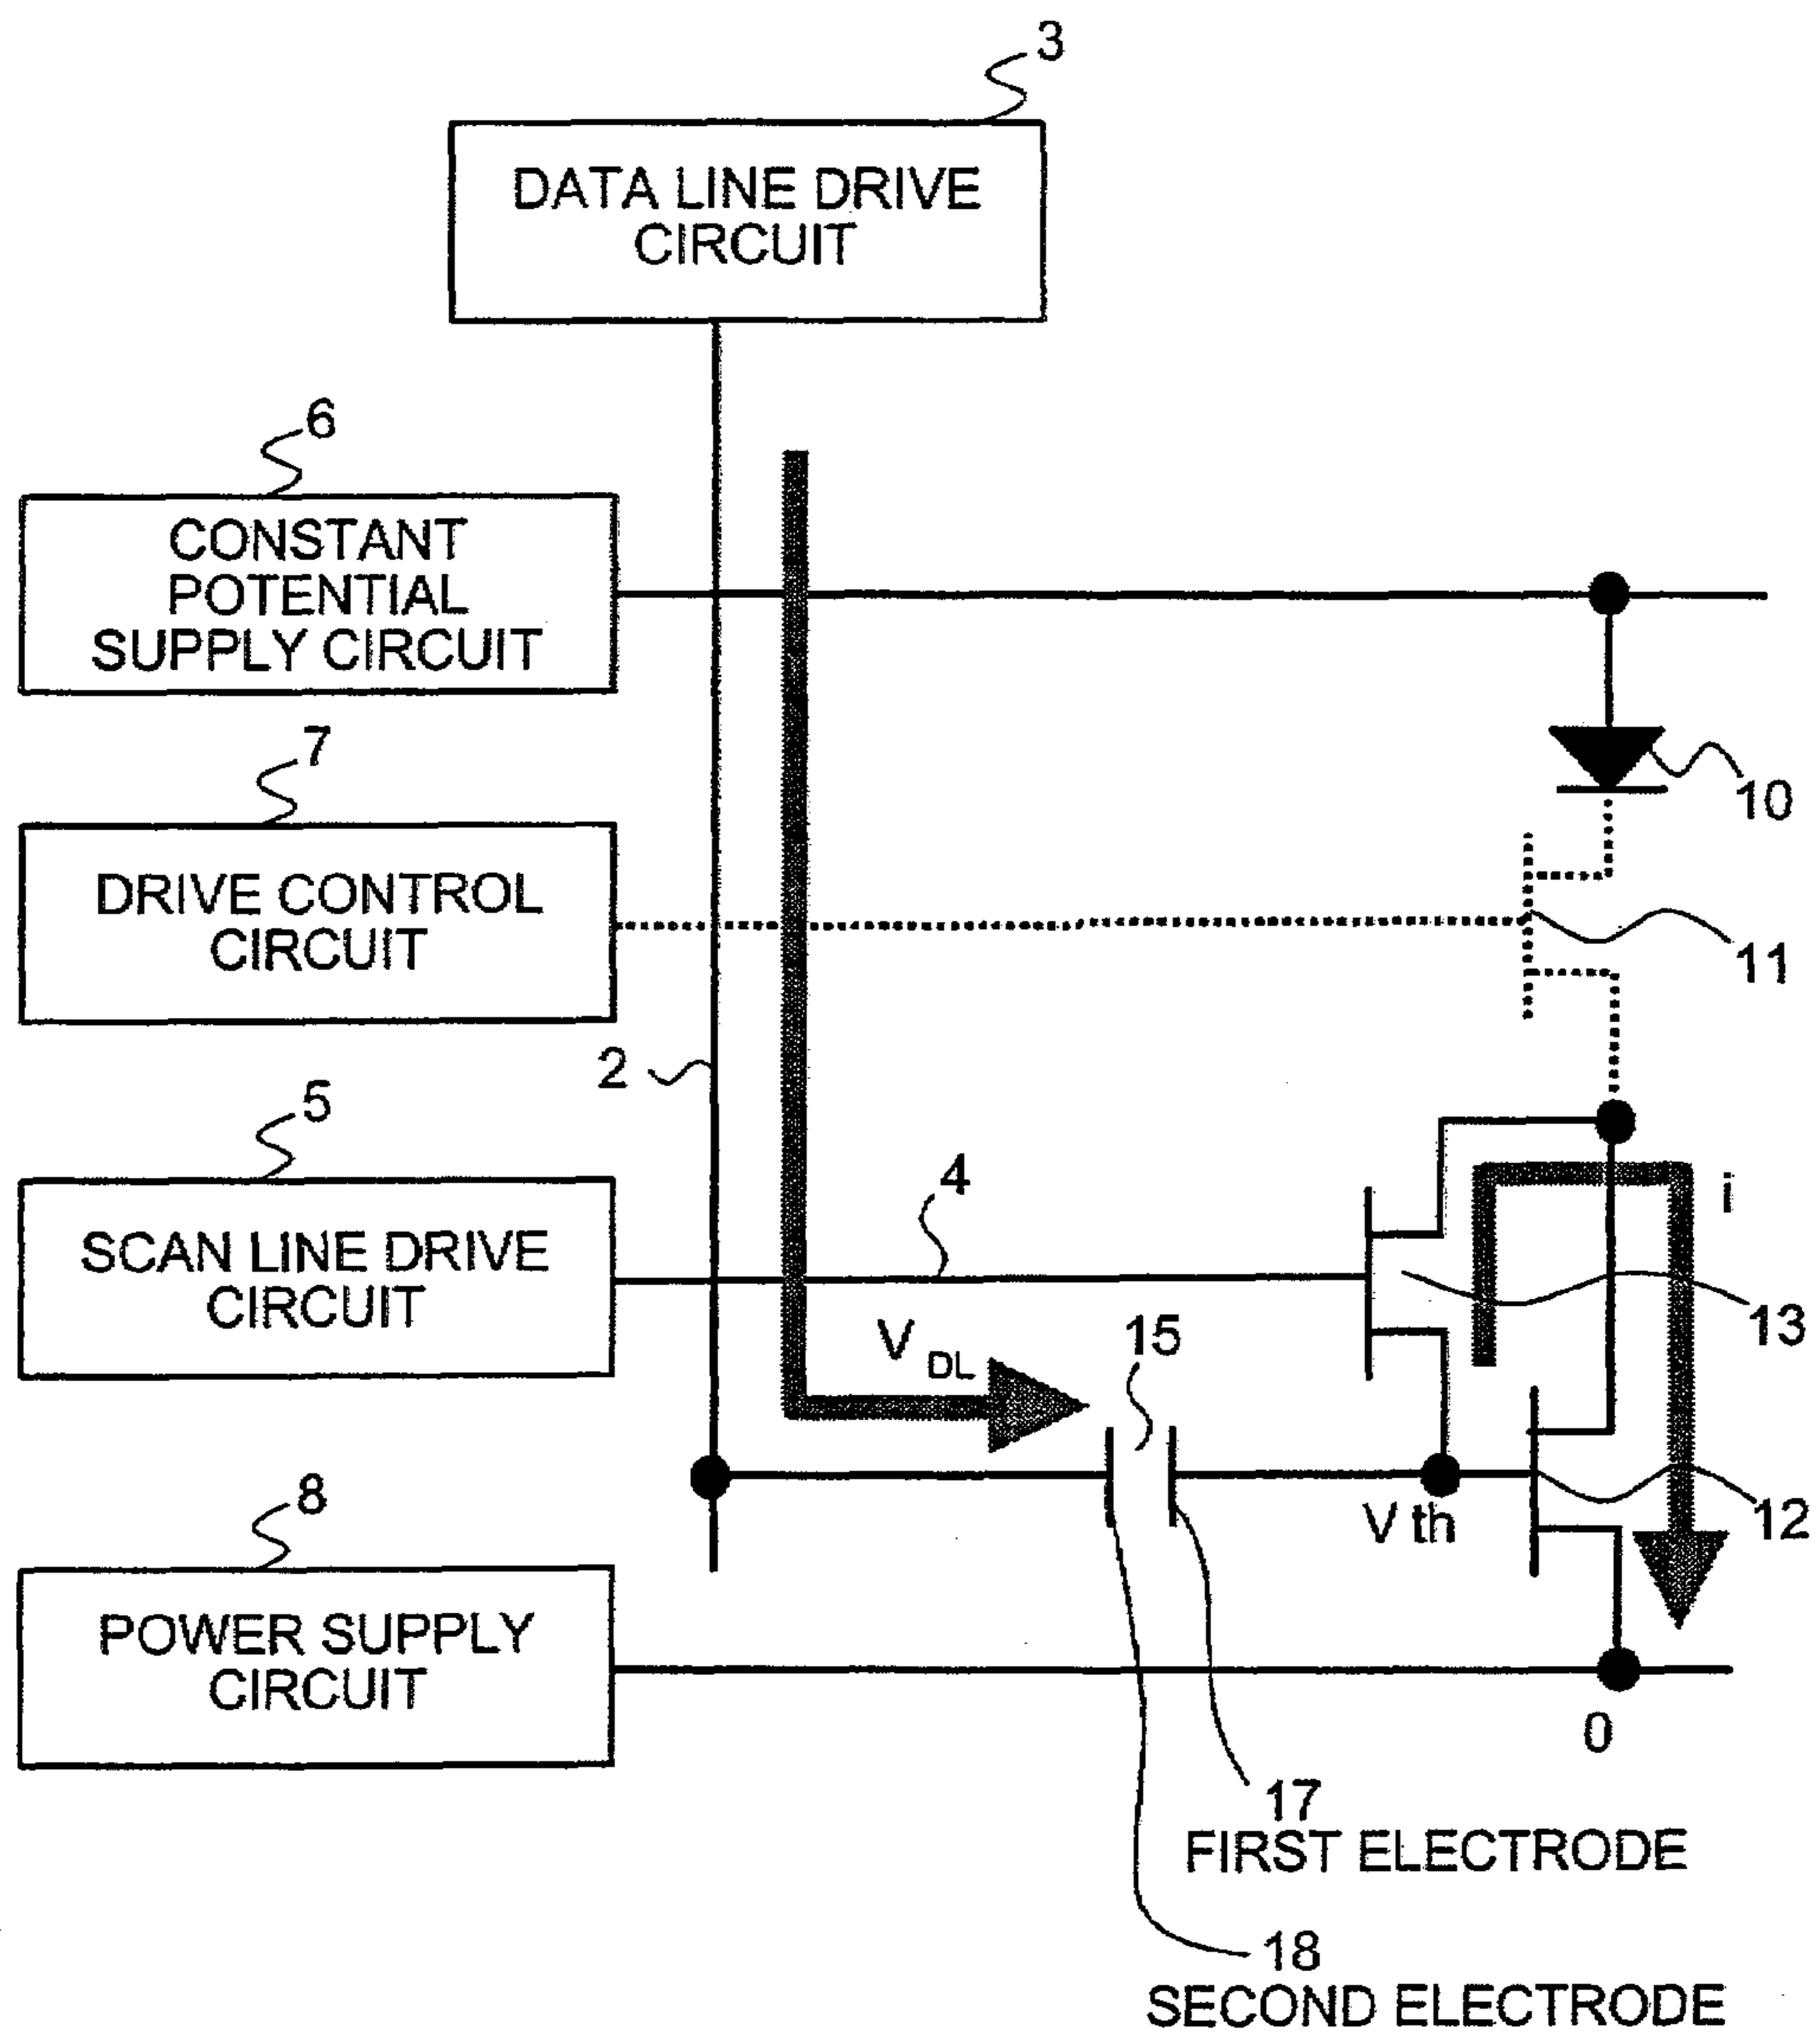 3
DATA LINE DRIVE
CIRCUIT
6
CONSTANT
POTENTIAL
SUPPLY CIRCUIT
7
10
DRIVE CONTROL
CIRCUIT
11
2
5
4
i
SCAN LINE DRIVE
CIRCUIT
13
V DL
15
8
V th
12
POWER SUPPLY
CIRCUIT
0
17
FIRST ELECTRODE
18
SECOND ELECTRODE